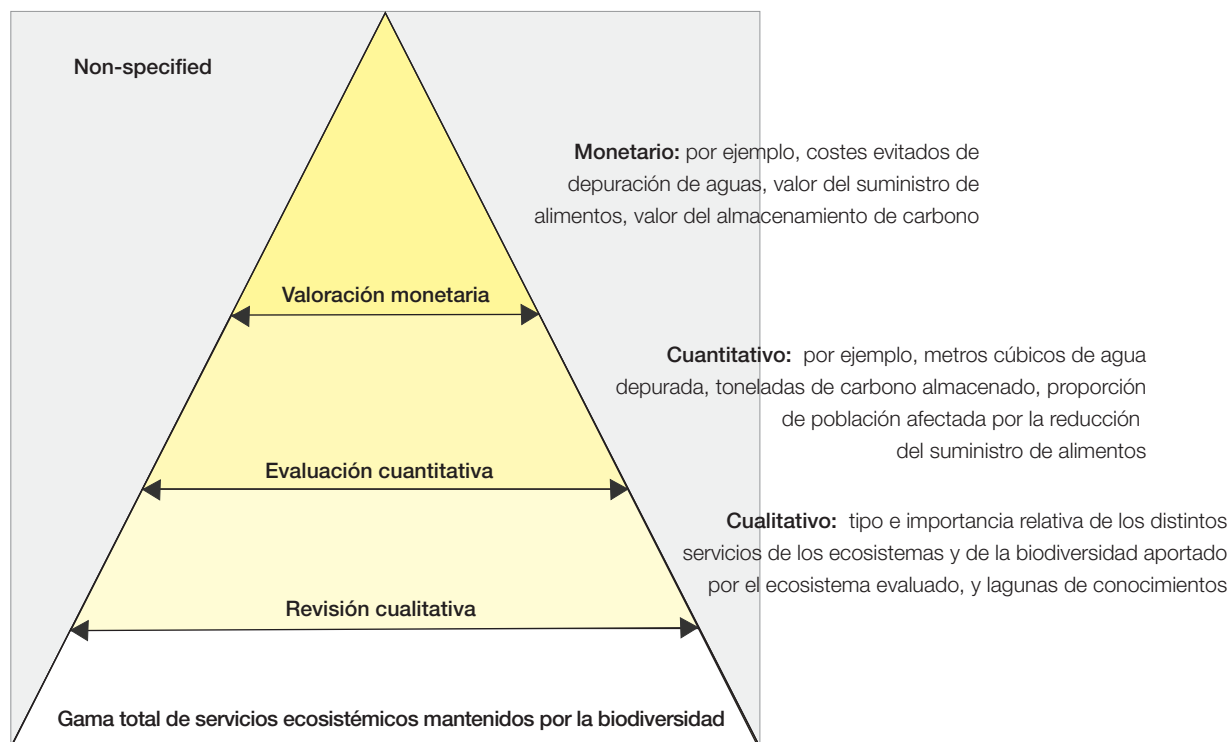 Non-specified
Monetario: por ejemplo, costes evitados de
depuración de aguas, valor del suministro de
alimentos, valor del almacenamiento de carbono
Valoración monetaria
Cuantitativo: por ejemplo, metros cúbicos de agua
depurada, toneladas de carbono almacenado, proporción
de población afectada por la reducción
del suministro de alimentos
Evaluación cuantitativa
Cualitativo: tipo e importancia relativa de los distintos
servicios de los ecosistemas y de la biodiversidad aportado
por el ecosistema evaluado, y lagunas de conocimientos
Revisión cualitativa
Gama total de servicios ecosistémicos mantenidos por la biodiversidad